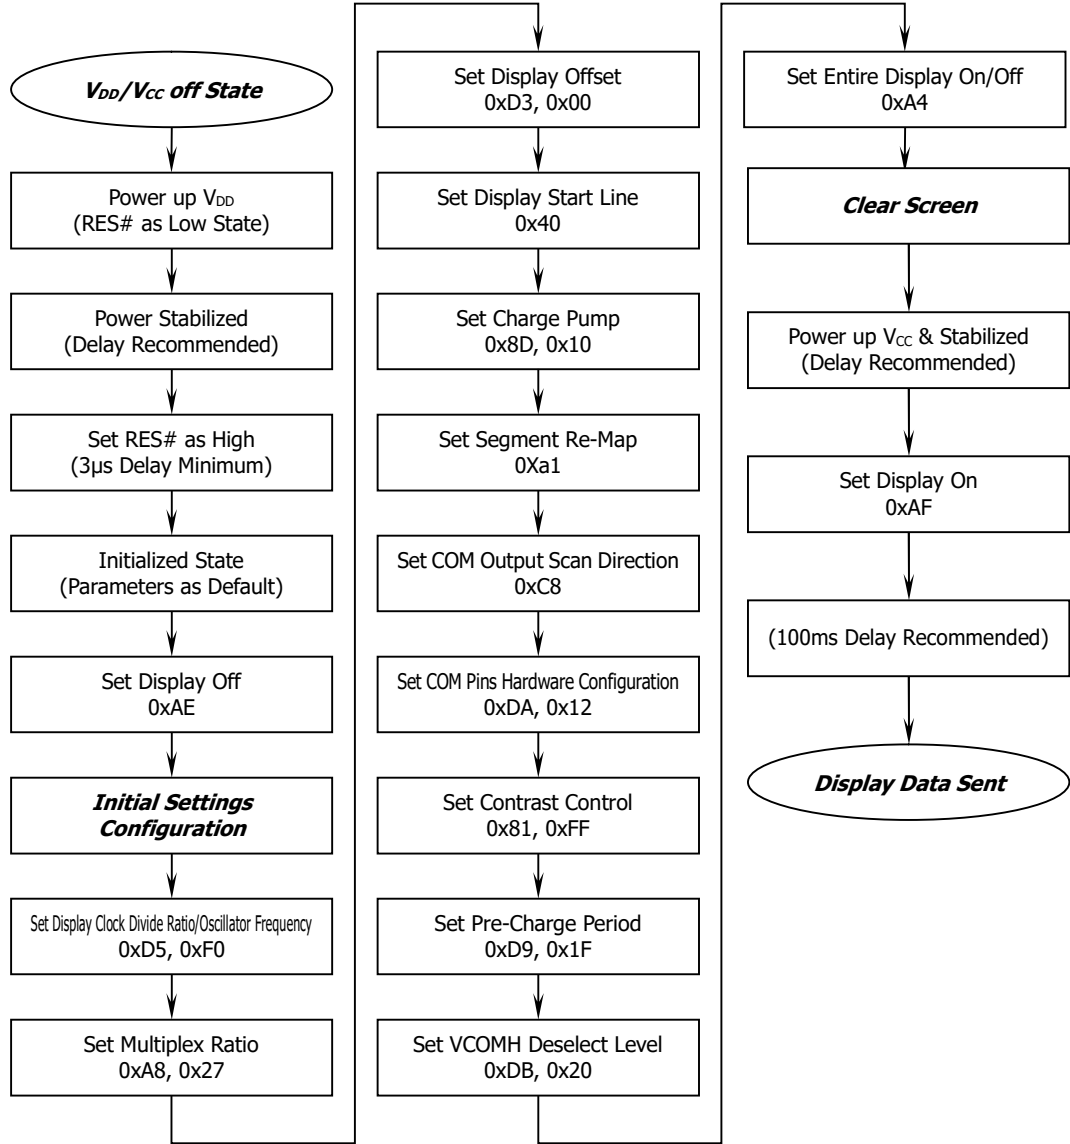 V_DD/V_CC off State
Power up V_DD
(RES# as Low State)
Power Stabilized
(Delay Recommended)
Set RES# as High
(3μs Delay Minimum)
Initialized State
(Parameters as Default)
Set Display Off
0xAE
Initial Settings
Configuration
Set Display Clock Divide Ratio/Oscillator Frequency
0xD5, 0xF0
Set Multiplex Ratio
0xA8, 0x27
Set Display Offset
0xD3, 0x00
Set Display Start Line
0x40
Set Charge Pump
0x8D, 0x10
Set Segment Re-Map
0Xa1
Set COM Output Scan Direction
0xC8
Set COM Pins Hardware Configuration
0xDA, 0x12
Set Contrast Control
0x81, 0xFF
Set Pre-Charge Period
0xD9, 0x1F
Set VCOMH Deselect Level
0xDB, 0x20
Set Entire Display On/Off
0xA4
Clear Screen
Power up V_CC & Stabilized
(Delay Recommended)
Set Display On
0xAF
(100ms Delay Recommended)
Display Data Sent